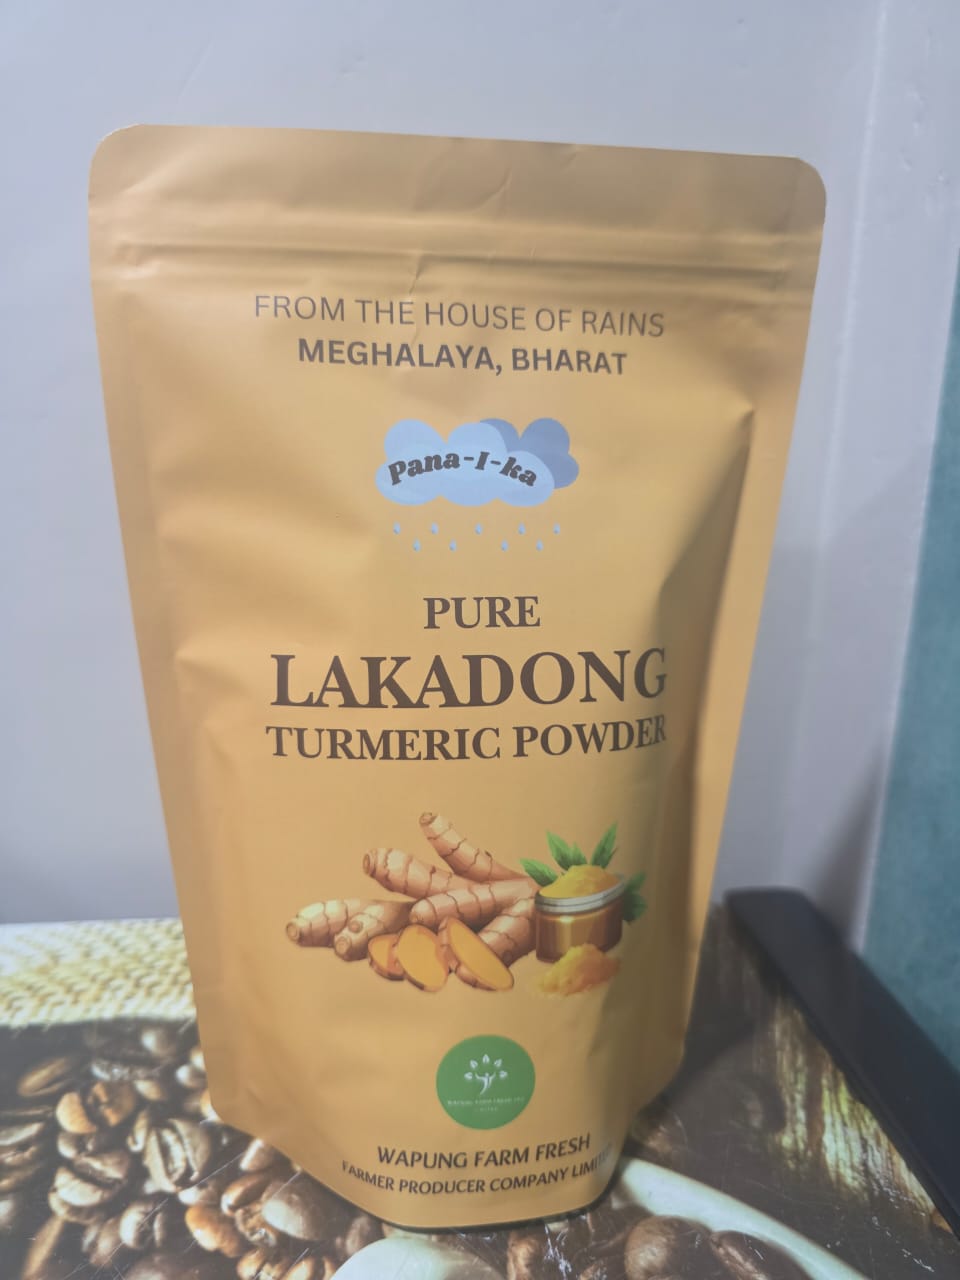 FROM THE HOUSE OF RAINS
MEGHALAYA, BHARAT
Pana-I-ka
PURE
LAKADONG
TURMERIC POWDER
WAPUNG FARM FRESH
FARMER PRODUCER COMPANY